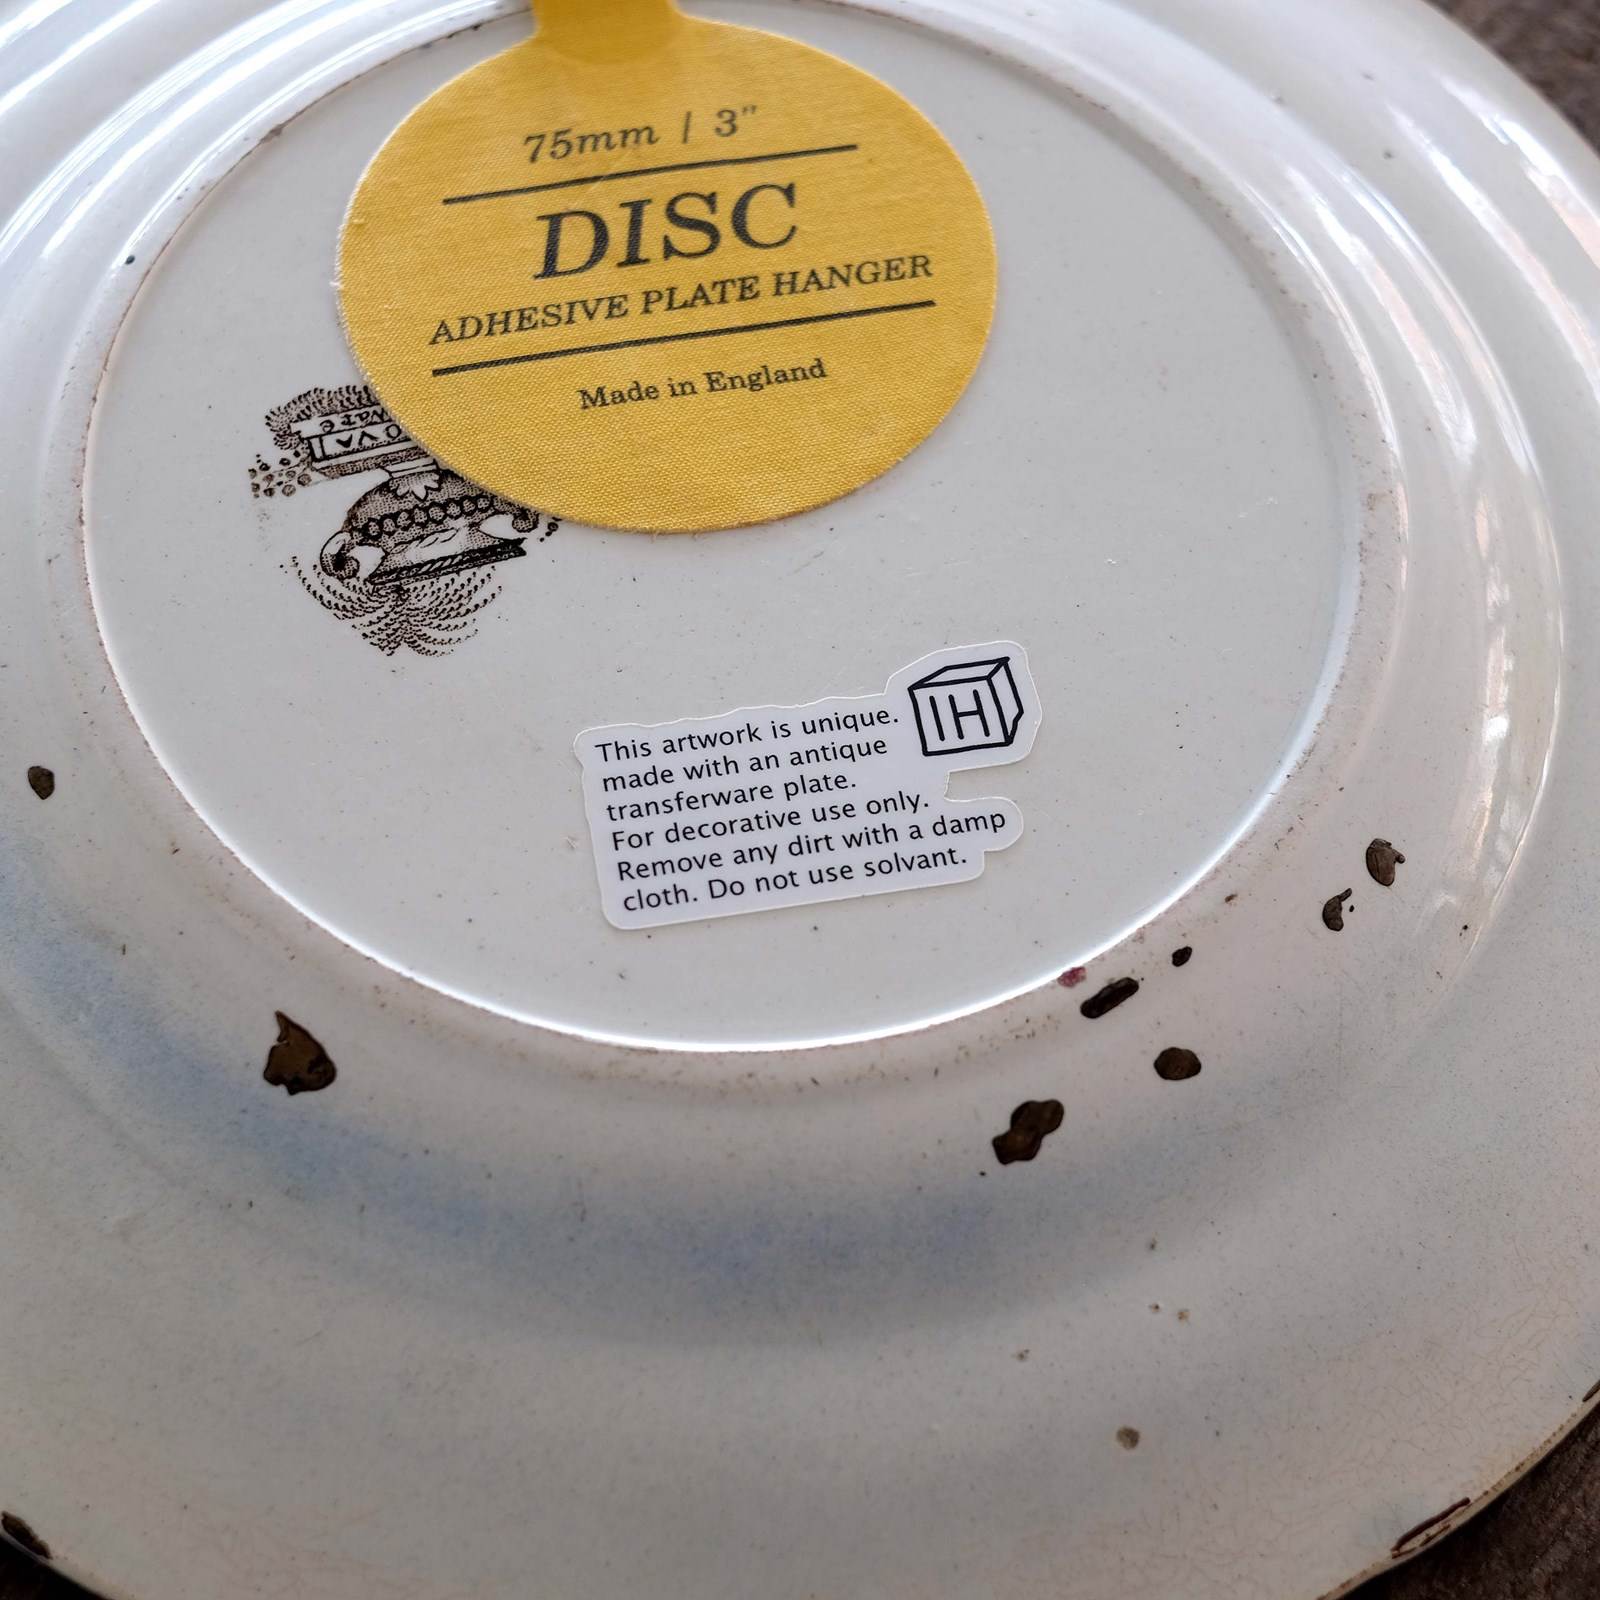 75mm | 3"
DISC
ADHESIVE PLATE HANGER
Made in England
This artwork is unique.
made with an antique
transferware plate.
For decorative use only.
Remove any dirt with a damp
cloth. Do not use solvant.
IH